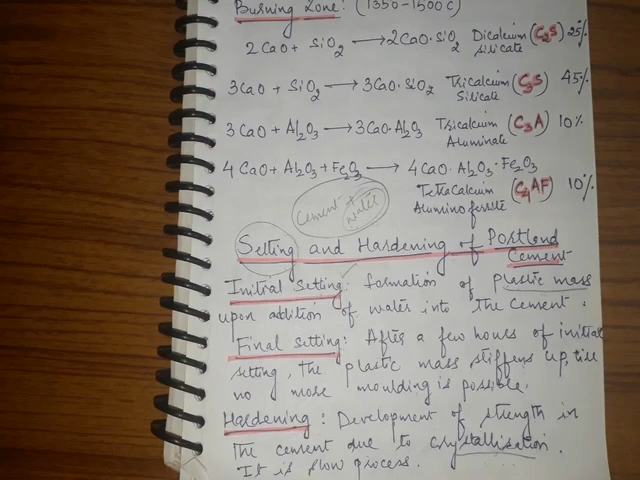 Burning Zone: (1350-1500 C)
2CaO + SiO2 → 2CaO·SiO2 Dicalcium (C2S) 25%
silicate
3CaO + SiO2 → 3CaO·SiO2 Tricalcium (C3S) 45%
Silicate
3CaO + Al2O3 → 3CaO·Al2O3 Tricalcium (C3A) 10%
Aluminate
4CaO + Al2O3 + Fe2O3 → 4CaO·Al2O3·Fe2O3
Tetracalcium (C4AF) 10%
Alumino ferrite
Cement + water
Setting and Hardening of Portland
Cement
Initial Setting: formation of plastic mass
upon addition of water into the cement.
Final Setting: After a few hours of initial
setting, the plastic mass stiffens up, till
no more moulding is possible.
Hardening: Development of strength in
the cement due to crystallisation.
It is slow process.